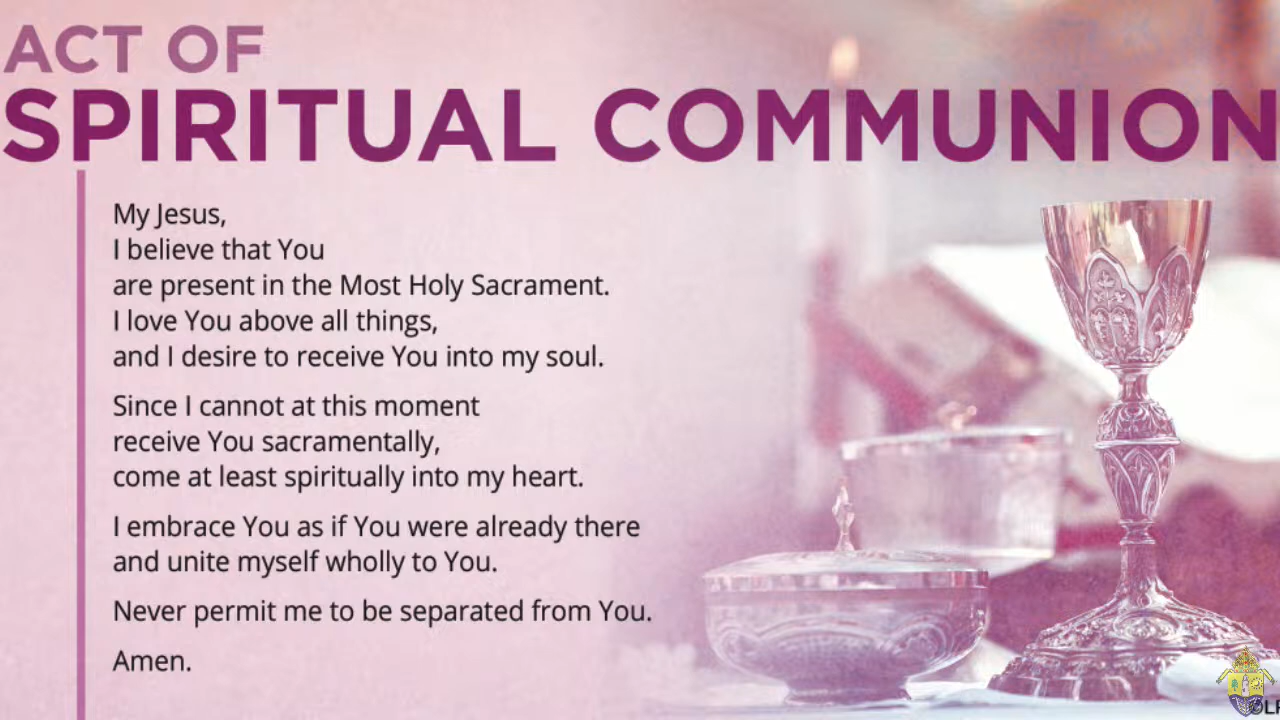 ACT OF
SPIRITUAL COMMUNION
My Jesus,
I believe that You
are present in the Most Holy Sacrament.
I love You above all things,
and I desire to receive You into my soul.
Since I cannot at this moment
receive You sacramentally,
come at least spiritually into my heart.
I embrace You as if You were already there
and unite myself wholly to You.
Never permit me to be separated from You.
Amen.